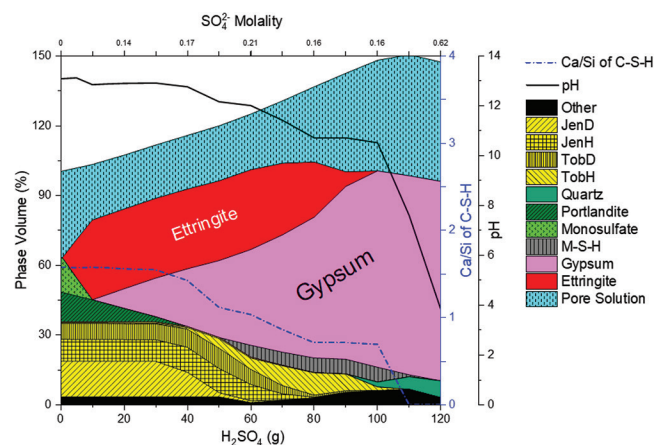 SO₄²⁻ Molality
0 0.14 0.17 0.21 0.16 0.16 0.62
150 120 90 60 30 0
Phase Volume (%)
Ettringite
Gypsum
0 20 40 60 80 100 120
H₂SO₄ (g)
4 3 2 1 0
Ca/Si of C-S-H
14 12 10 8 6 4 2 0
pH
Ca/Si of C-S-H
pH
Other
JenD
JenH
TobD
TobH
Quartz
Portlandite
Monosulfate
M-S-H
Gypsum
Ettringite
Pore Solution